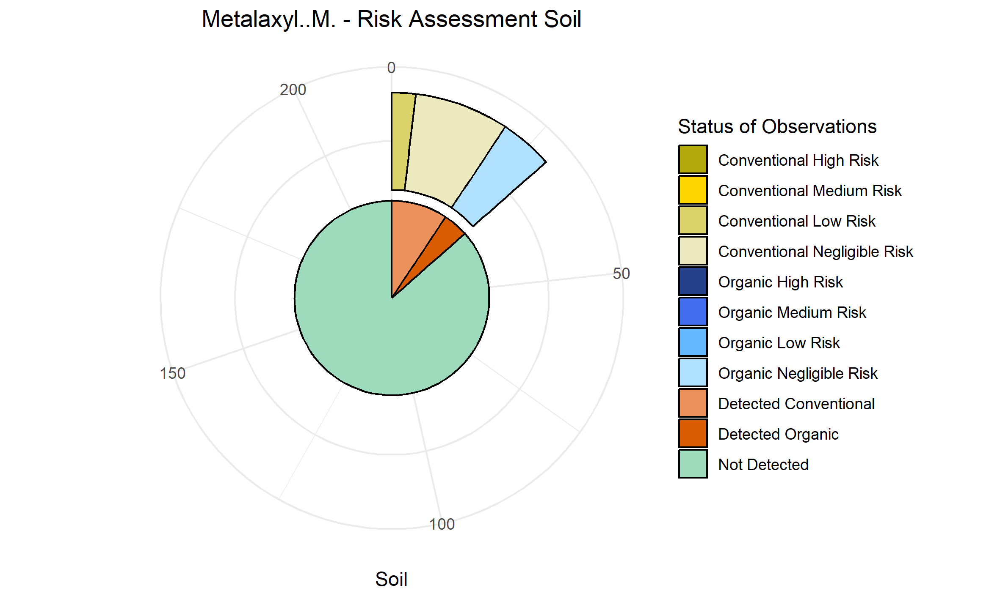 Metalaxyl..M. - Risk Assessment Soil
0
200
50
150
100
Soil
Status of Observations
Conventional High Risk
Conventional Medium Risk
Conventional Low Risk
Conventional Negligible Risk
Organic High Risk
Organic Medium Risk
Organic Low Risk
Organic Negligible Risk
Detected Conventional
Detected Organic
Not Detected